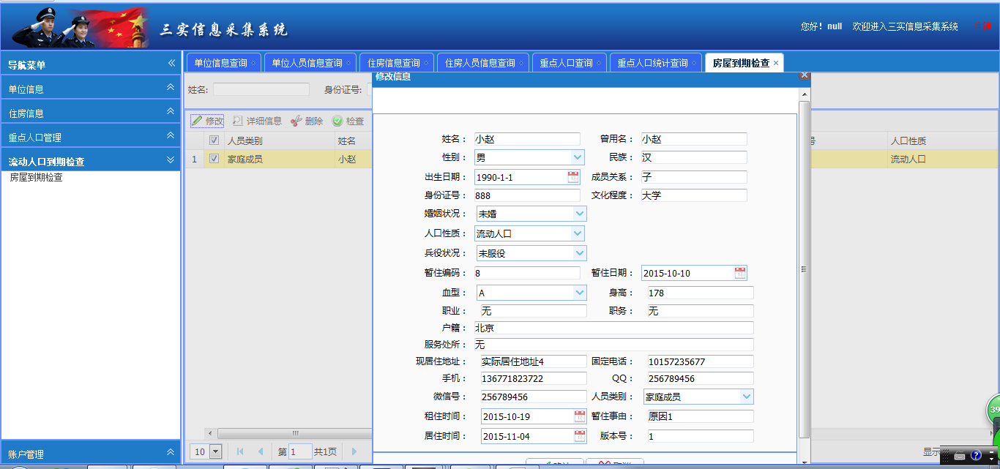 三实信息采集系统
您好！null 欢迎进入三实信息采集系统
导航菜单
单位信息
住房信息
重点人口管理
流动人口到期检查
房屋到期检查
账户管理
单位信息查询 单位人员信息查询 住房信息查询 住房人员信息查询 重点人口查询 重点人口统计查询 房屋到期检查
姓名: 身份证号:
修改 详细信息 删除 检查
人员类别 姓名 号 人口性质
1 家庭成员 小赵 流动人口
10 第 1 共1页 显示
修改信息
姓名： 小赵 曾用名： 小赵
性别： 男 民族： 汉
出生日期： 1990-1-1 成员关系： 子
身份证号： 888 文化程度： 大学
婚姻状况： 未婚
人口性质： 流动人口
兵役状况： 未服役
暂住编码： 8 暂住日期： 2015-10-10
血型： A 身高： 178
职业： 无 职务： 无
户籍： 北京
服务处所： 无
现居住地址： 实际居住地址4 固定电话： 10157235677
手机： 136771823722 QQ： 256789456
微信号： 256789456 人员类别： 家庭成员
租住时间： 2015-10-19 暂住事由： 原因1
居住时间： 2015-11-04 版本号： 1
39